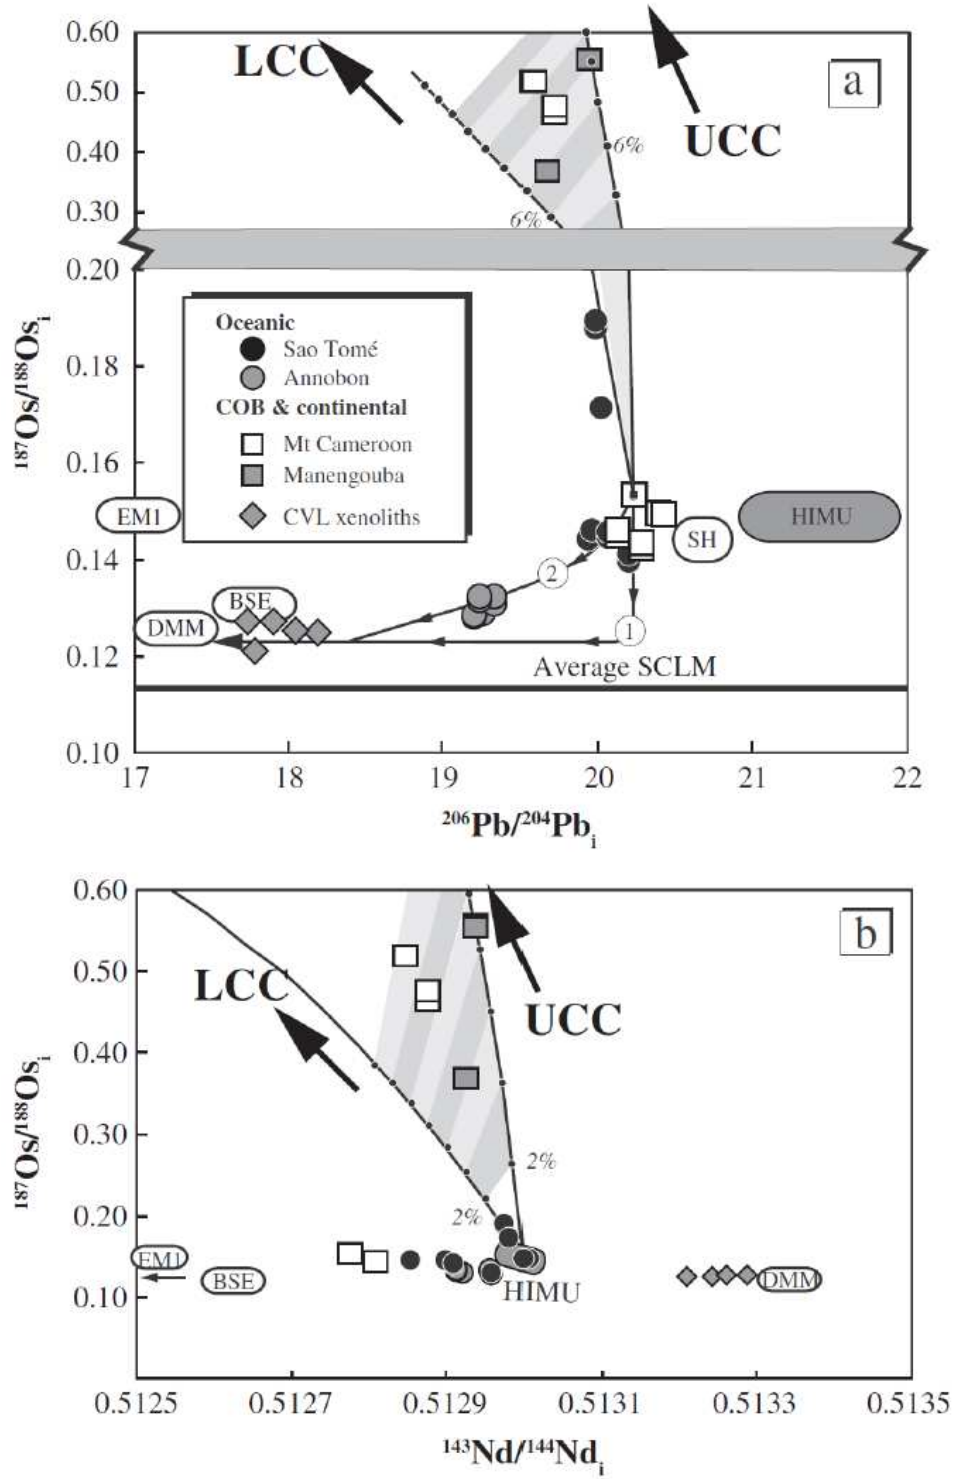 0.60
LCC
a
0.50
UCC
0.40
6%
0.30
6%
0.20
187Os/188Osi
Oceanic
Sao Tomé
Annobon
0.18
COB & continental
Mt Cameroon
0.16
Manengouba
EM1
CVL xenoliths
HIMU
SH
0.14
2
BSE
DMM
1
0.12
Average SCLM
0.10
17
18
19
20
21
22
206Pb/204Pbi
0.60
b
0.50
LCC
UCC
0.40
187Os/188Osi
0.30
2%
0.20
2%
EM1
BSE
DMM
HIMU
0.10
0.5125
0.5127
0.5129
0.5131
0.5133
0.5135
143Nd/144Ndi